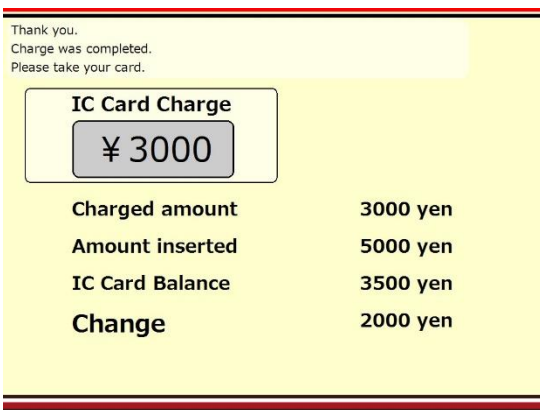 Thank you.
Charge was completed.
Please take your card.
IC Card Charge
¥ 3000
Charged amount 3000 yen
Amount inserted 5000 yen
IC Card Balance 3500 yen
Change 2000 yen